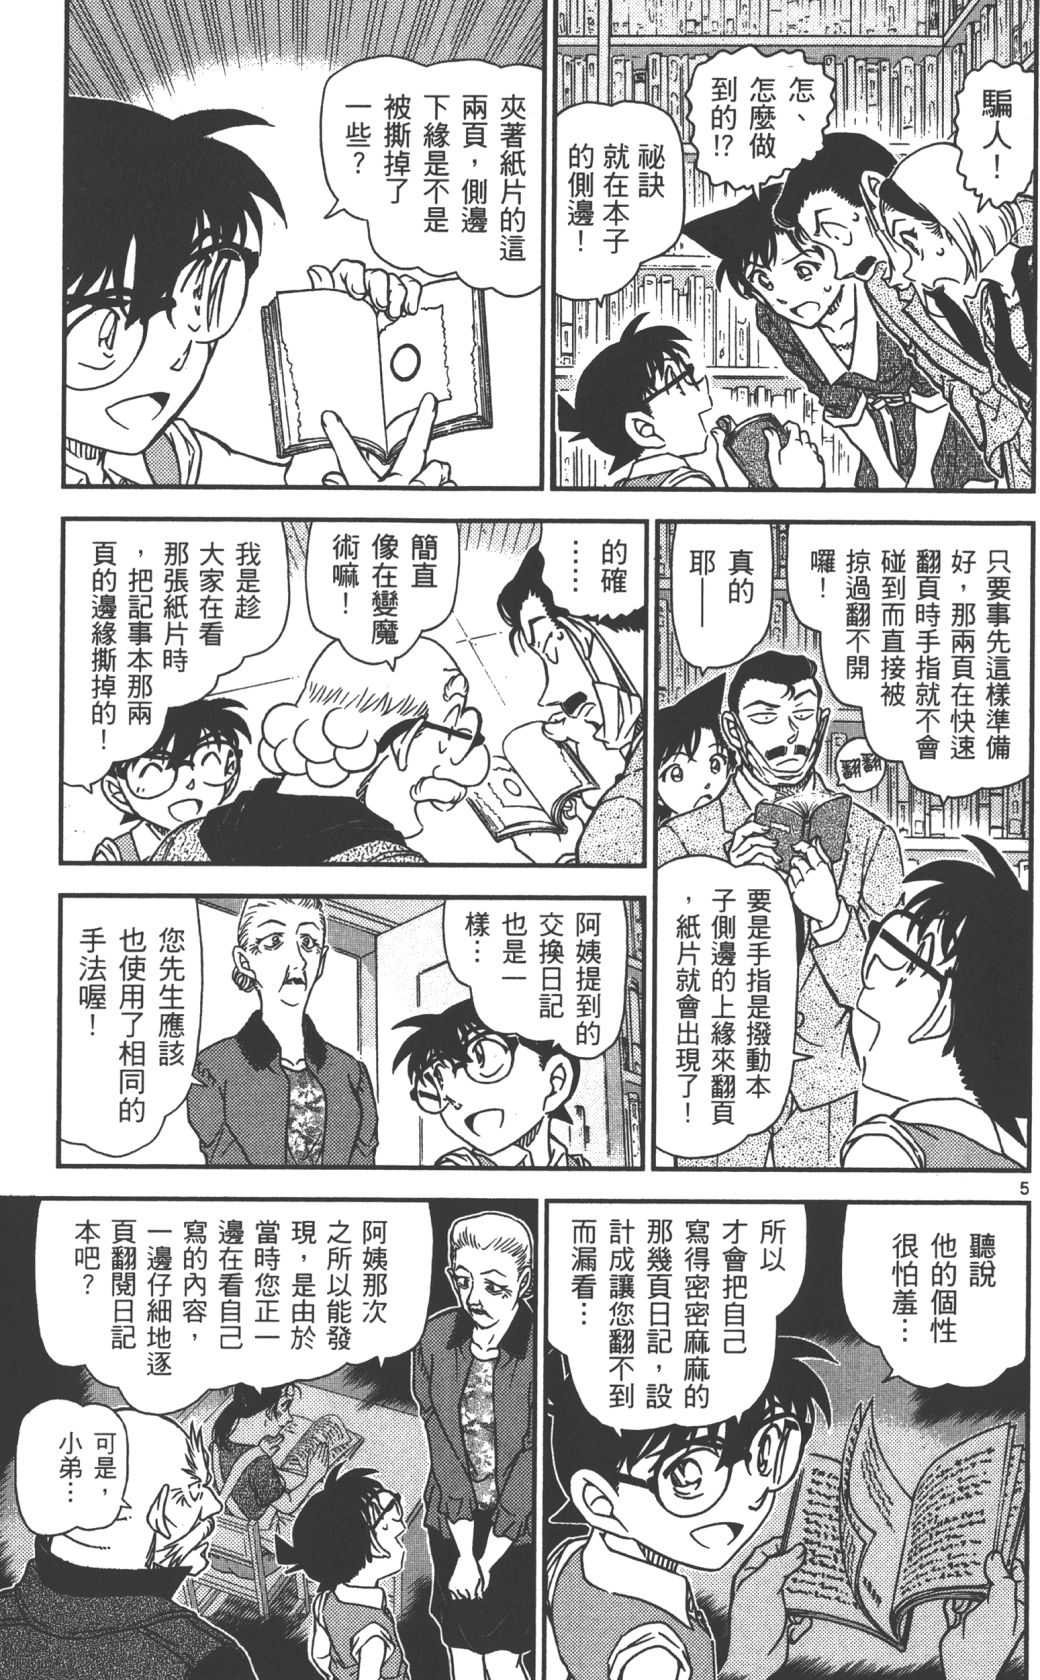 騙人！
怎、
怎麼做
到的!?
祕訣
就在本子
的側邊！
夾著紙片的這
兩頁，側邊
下緣是不是
被撕掉了
一些？
只要事先這樣準備
好，那兩頁在快速
翻頁時手指就不會
碰到而直接被
掠過翻不開
囉！
真的
耶──
要是手指是撥動本
子側邊的上緣來翻頁
，紙片就會出現了！
的確
……
簡直
像在變魔
術嘛！
我是趁
大家在看
那張紙片時
，把記事本那兩
頁的邊緣撕掉的！
阿姨提到的
交換日記
也是一
樣…
您先生應該
也使用了相同的
手法喔！
5
聽說
他的個性
很怕羞…
所以
才會把自己
寫得密密麻麻的
那幾頁日記，設
計成讓您翻不到
而漏看…
阿姨那次
之所以能發
現，是由於
當時您正一
邊在看自己
寫的內容，
一邊仔細地逐
頁翻閱日記
本吧？
可是，
小弟…